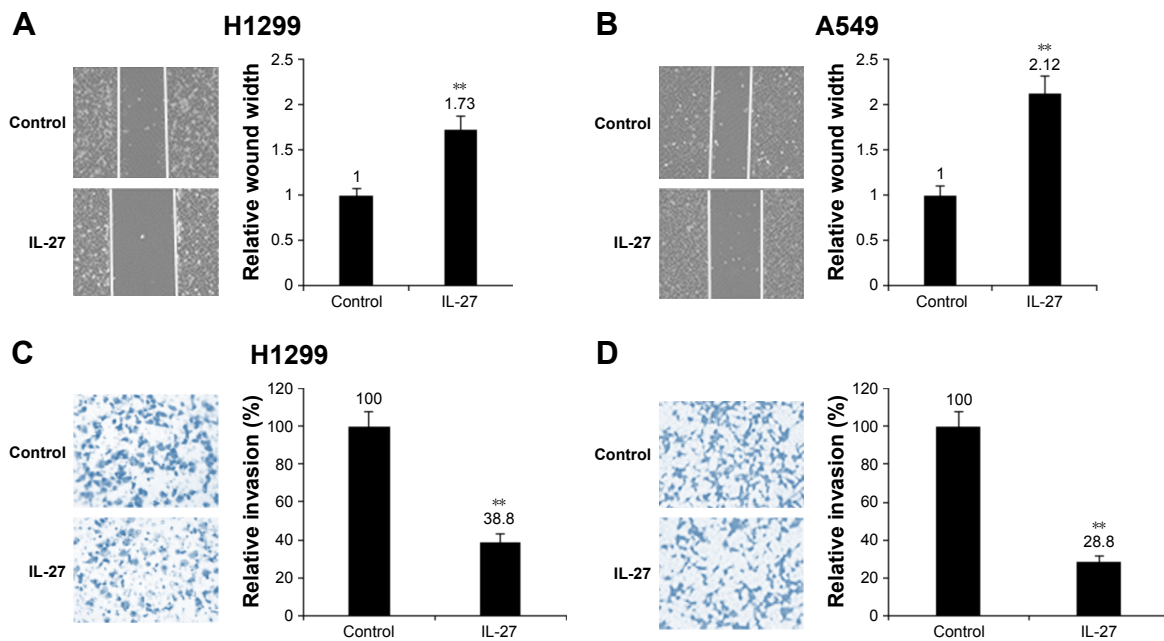 A
H1299
Control
IL-27
Relative wound width
2.5
2
1.5
1
0.5
0
1
**
1.73
Control
IL-27
B
A549
Control
IL-27
Relative wound width
2.5
2
1.5
1
0.5
0
1
**
2.12
Control
IL-27
C
H1299
Control
IL-27
Relative invasion (%)
120
100
80
60
40
20
0
100
**
38.8
Control
IL-27
D
Control
IL-27
Relative invasion (%)
120
100
80
60
40
20
0
100
**
28.8
Control
IL-27